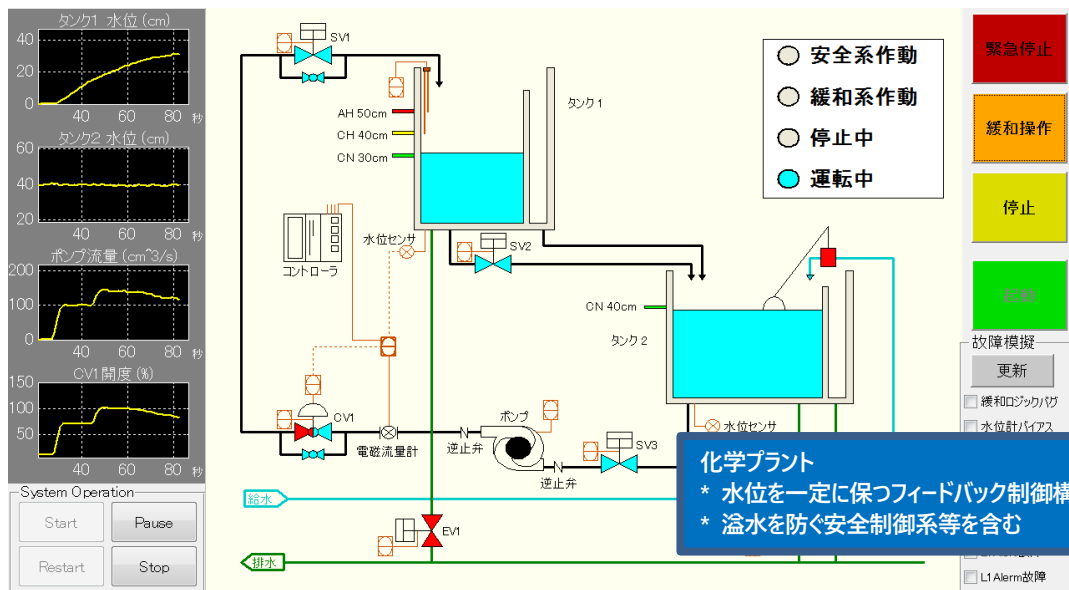 タンク1 水位 (cm)
40
20
0
40 60 80 秒
タンク2 水位 (cm)
60
40
20
40 60 80 秒
ポンプ流量 (cm^3/s)
200
100
0
40 60 80 秒
CV1開度 (%)
150
100
50
40 60 80 秒
System Operation
Start
Pause
Restart
Stop
SV1
AH 50cm
CH 40cm
CN 30cm
タンク1
コントローラ
水位センサ
SV2
CN 40cm
タンク2
CV1
電磁流量計
逆止弁
ポンプ
逆止弁
SV3
水位センサ
給水
EV1
排水
安全系作動
緩和系作動
停止中
運転中
緊急停止
緩和操作
停止
起動
故障模擬
更新
緩和ロジックバグ
水位計バイアス
化学プラント
* 水位を一定に保つフィードバック制御構
* 溢水を防ぐ安全制御系等を含む
L1Alerm故障